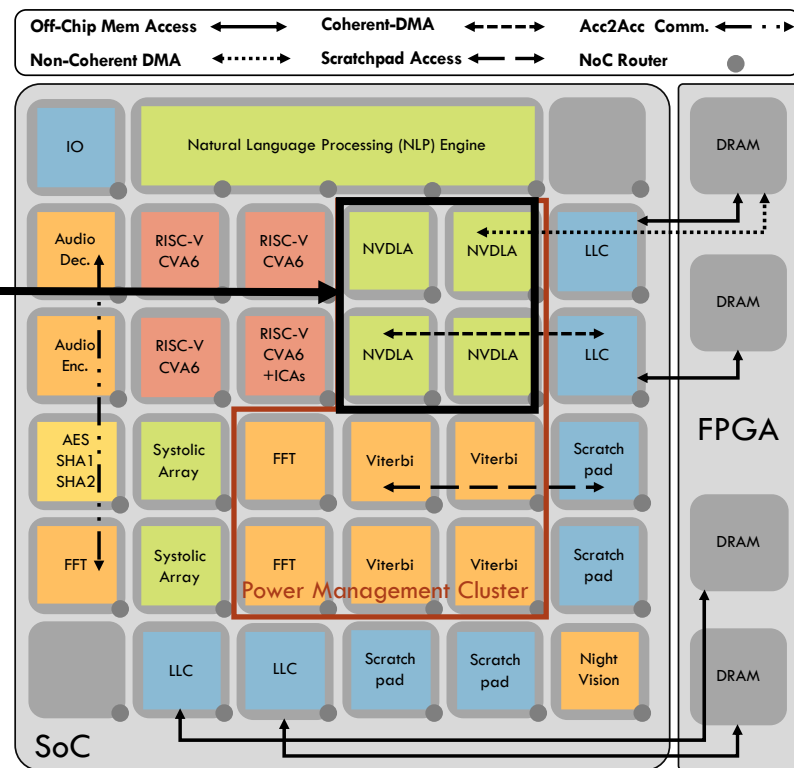 Off-Chip Mem Access
Coherent-DMA
Acc2Acc Comm.
Non-Coherent DMA
Scratchpad Access
NoC Router
IO
Natural Language Processing (NLP) Engine
DRAM
Audio
Dec.
RISC-V
CVA6
RISC-V
CVA6
NVDLA
NVDLA
LLC
DRAM
Audio
Enc.
RISC-V
CVA6
RISC-V
CVA6
+ICAs
NVDLA
NVDLA
LLC
FPGA
AES
SHA1
SHA2
Systolic
Array
FFT
Viterbi
Viterbi
Scratch
pad
FFT
Systolic
Array
FFT
Viterbi
Viterbi
Scratch
pad
DRAM
Power Management Cluster
LLC
LLC
Scratch
pad
Scratch
pad
Night
Vision
DRAM
SoC